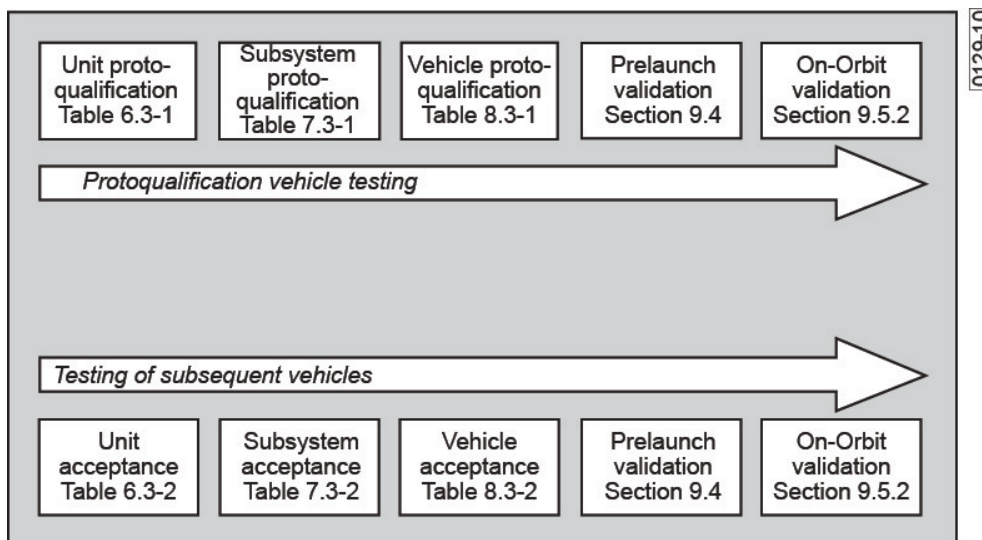 Unit proto-
qualification
Table 6.3-1
Subsystem
proto-
qualification
Table 7.3-1
Vehicle proto-
qualification
Table 8.3-1
Prelaunch
validation
Section 9.4
On-Orbit
validation
Section 9.5.2
0129-10
Protoqualification vehicle testing
Testing of subsequent vehicles
Unit
acceptance
Table 6.3-2
Subsystem
acceptance
Table 7.3-2
Vehicle
acceptance
Table 8.3-2
Prelaunch
validation
Section 9.4
On-Orbit
validation
Section 9.5.2